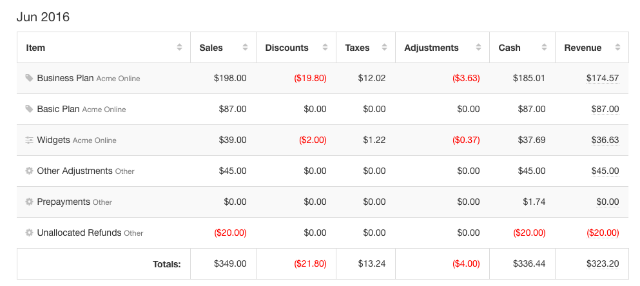 Jun 2016
Item Sales Discounts Taxes Adjustments Cash Revenue
Business Plan Acme Online $198.00 ($19.80) $12.02 ($3.63) $185.01 $174.57
Basic Plan Acme Online $87.00 $0.00 $0.00 $0.00 $87.00 $87.00
Widgets Acme Online $39.00 ($2.00) $1.22 ($0.37) $37.69 $36.63
Other Adjustments Other $45.00 $0.00 $0.00 $0.00 $45.00 $45.00
Prepayments Other $0.00 $0.00 $0.00 $0.00 $1.74 $0.00
Unallocated Refunds Other ($20.00) $0.00 $0.00 $0.00 ($20.00) ($20.00)
Totals: $349.00 ($21.80) $13.24 ($4.00) $336.44 $323.20